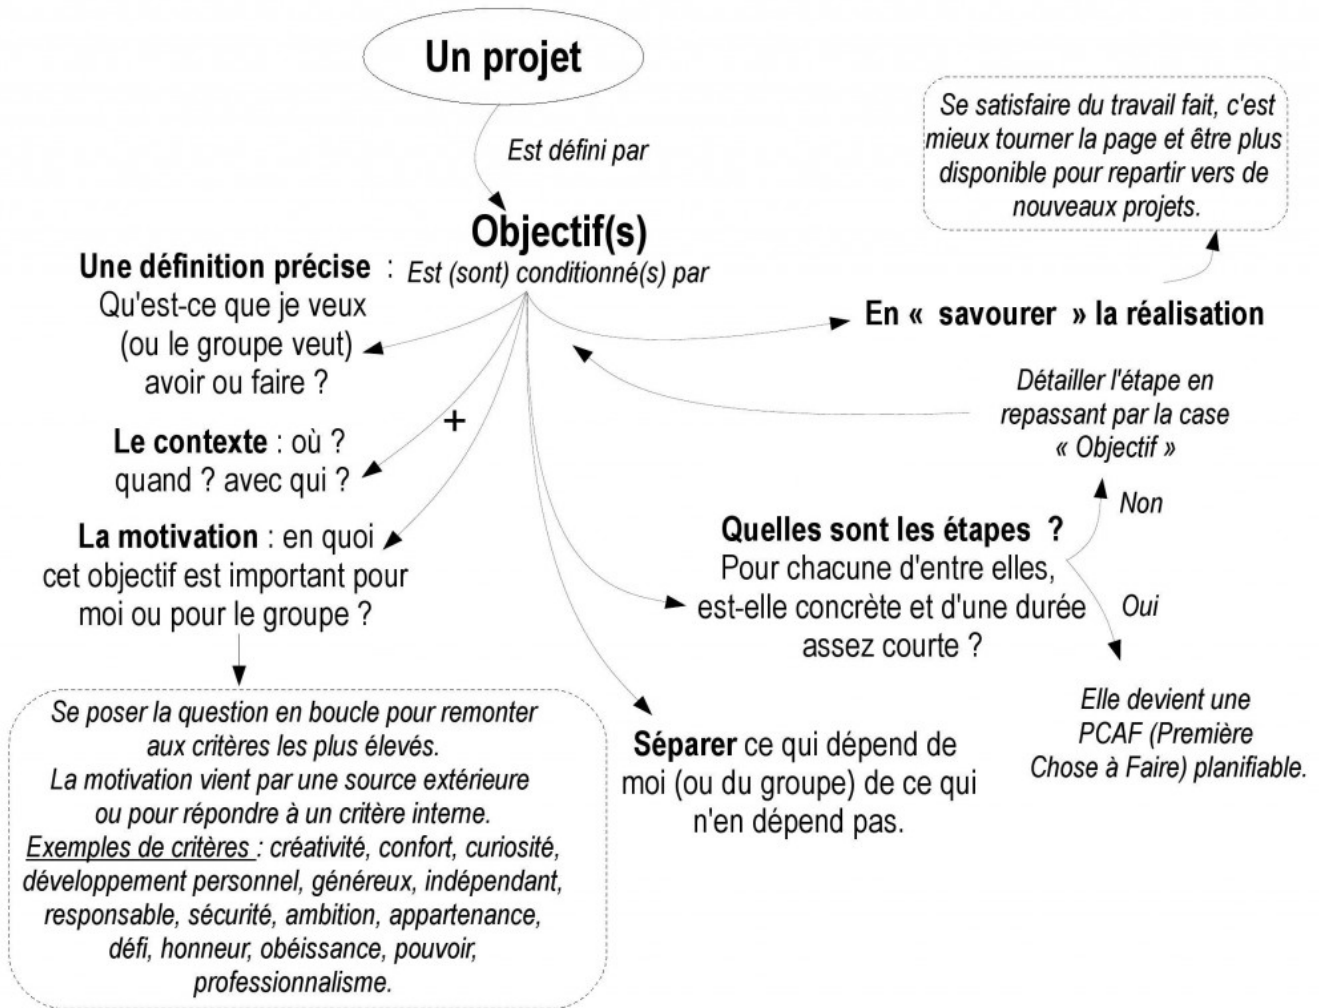 Un projet
Est défini par
Objectif(s)
Est (sont) conditionné(s) par
Une définition précise :
Qu'est-ce que je veux
(ou le groupe veut)
avoir ou faire ?
+
Le contexte : où ?
quand ? avec qui ?
La motivation : en quoi
cet objectif est important pour
moi ou pour le groupe ?
Se poser la question en boucle pour remonter
aux critères les plus élevés.
La motivation vient par une source extérieure
ou pour répondre à un critère interne.
Exemples de critères : créativité, confort, curiosité,
développement personnel, généreux, indépendant,
responsable, sécurité, ambition, appartenance,
défi, honneur, obéissance, pouvoir,
professionnalisme.
Séparer ce qui dépend de
moi (ou du groupe) de ce qui
n'en dépend pas.
Quelles sont les étapes ?
Pour chacune d'entre elles,
est-elle concrète et d'une durée
assez courte ?
Non
Détailler l'étape en
repassant par la case
« Objectif »
Oui
Elle devient une
PCAF (Première
Chose à Faire) planifiable.
En « savourer » la réalisation
Se satisfaire du travail fait, c'est
mieux tourner la page et être plus
disponible pour repartir vers de
nouveaux projets.